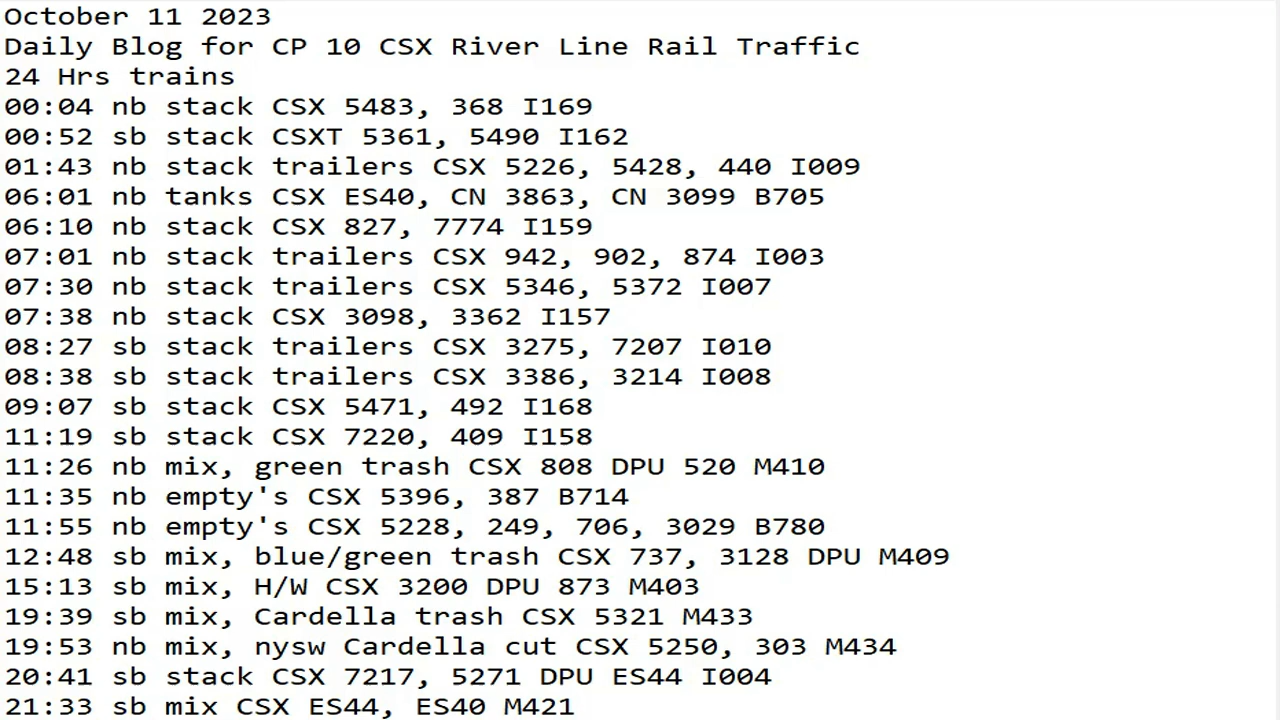 October 11 2023
Daily Blog for CP 10 CSX River Line Rail Traffic
24 Hrs trains
00:04 nb stack CSX 5483, 368 I169
00:52 sb stack CSXT 5361, 5490 I162
01:43 nb stack trailers CSX 5226, 5428, 440 I009
06:01 nb tanks CSX ES40, CN 3863, CN 3099 B705
06:10 nb stack CSX 827, 7774 I159
07:01 nb stack trailers CSX 942, 902, 874 I003
07:30 nb stack trailers CSX 5346, 5372 I007
07:38 nb stack CSX 3098, 3362 I157
08:27 sb stack trailers CSX 3275, 7207 I010
08:38 sb stack trailers CSX 3386, 3214 I008
09:07 sb stack CSX 5471, 492 I168
11:19 sb stack CSX 7220, 409 I158
11:26 nb mix, green trash CSX 808 DPU 520 M410
11:35 nb empty's CSX 5396, 387 B714
11:55 nb empty's CSX 5228, 249, 706, 3029 B780
12:48 sb mix, blue/green trash CSX 737, 3128 DPU M409
15:13 sb mix, H/W CSX 3200 DPU 873 M403
19:39 sb mix, Cardella trash CSX 5321 M433
19:53 nb mix, nysw Cardella cut CSX 5250, 303 M434
20:41 sb stack CSX 7217, 5271 DPU ES44 I004
21:33 sb mix CSX ES44, ES40 M421